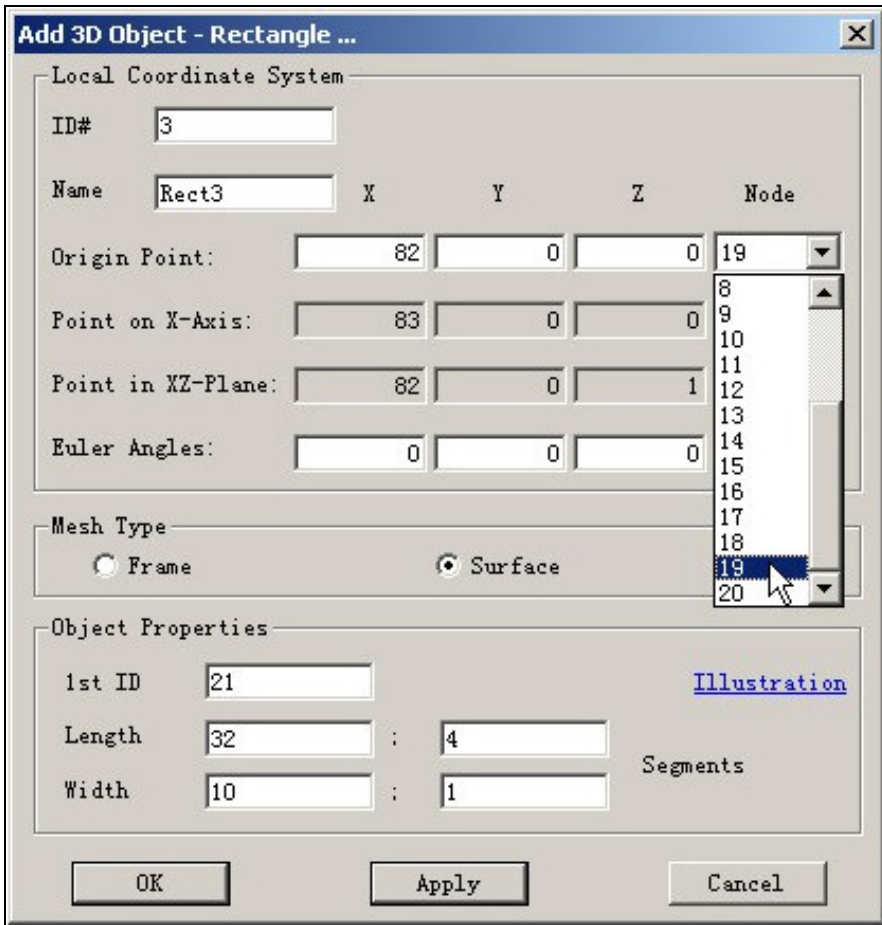 Add 3D Object - Rectangle ...
Local Coordinate System
ID# 3
Name Rect3 X Y Z Node
Origin Point: 82 0 0 19
8
Point on X-Axis: 83 0 0 9
10
11
Point in XZ-Plane: 82 0 1 12
13
Euler Angles: 0 0 0 14
15
16
Mesh Type 17
18
Frame Surface 19
20
Object Properties
1st ID 21 Illustration
Length 32 : 4
Segments
Width 10 : 1
OK Apply Cancel